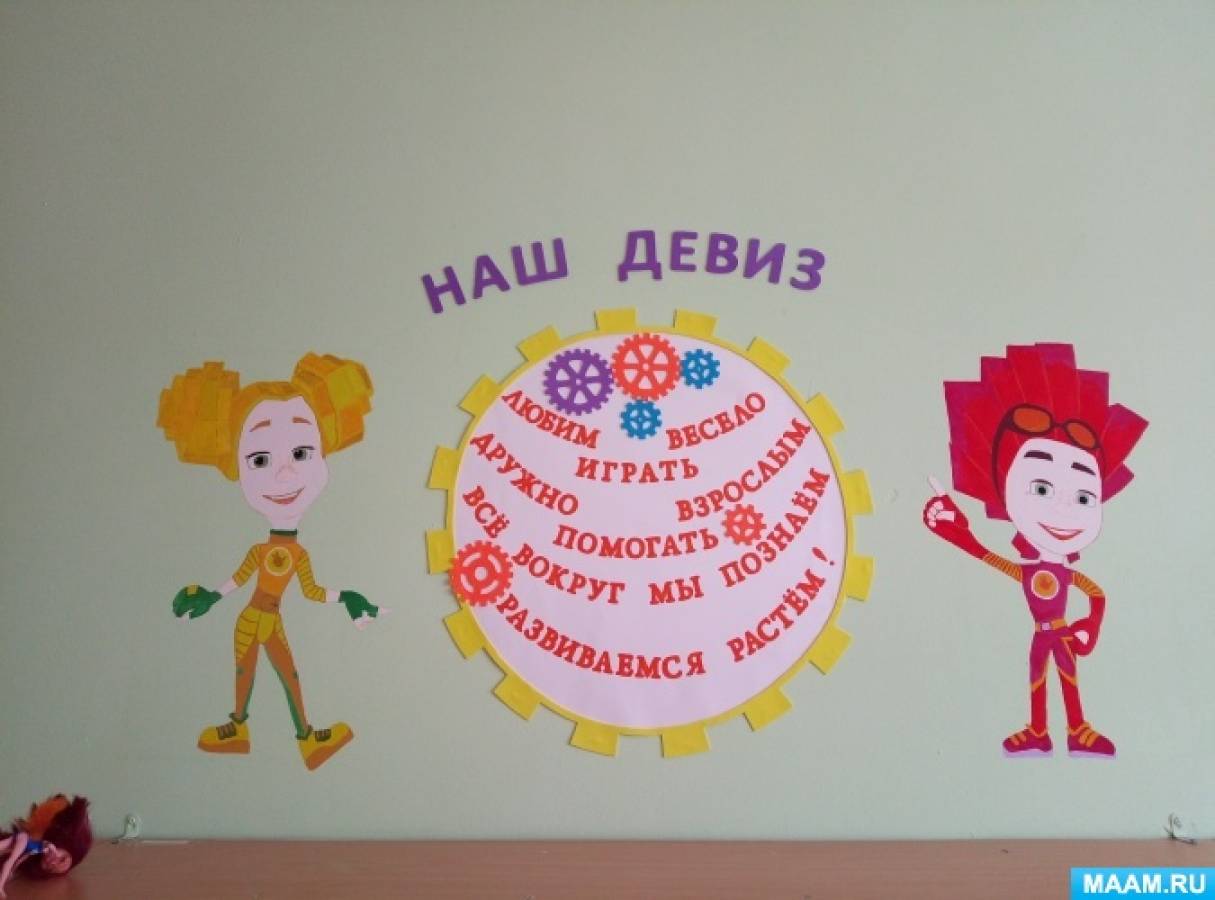 НАШ ДЕВИЗ
ЛЮБИМ ВЕСЕЛО
ИГРАТЬ
ДРУЖНО ВЗРОСЛЫМ
ПОМОГАТЬ
ВСЁ ВОКРУГ МЫ ПОЗНАЁМ
РАЗВИВАЕМСЯ РАСТЁМ!
MAAM.RU